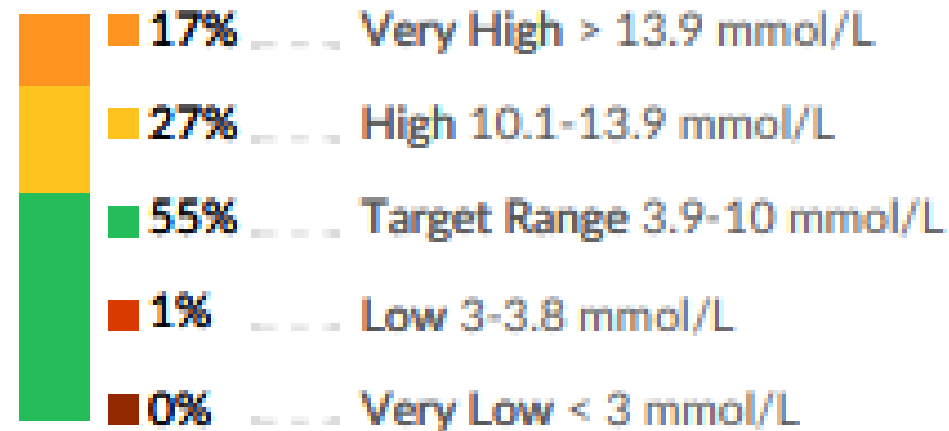 17% Very High > 13.9 mmol/L
27% High 10.1-13.9 mmol/L
55% Target Range 3.9-10 mmol/L
1% Low 3-3.8 mmol/L
0% Very Low < 3 mmol/L